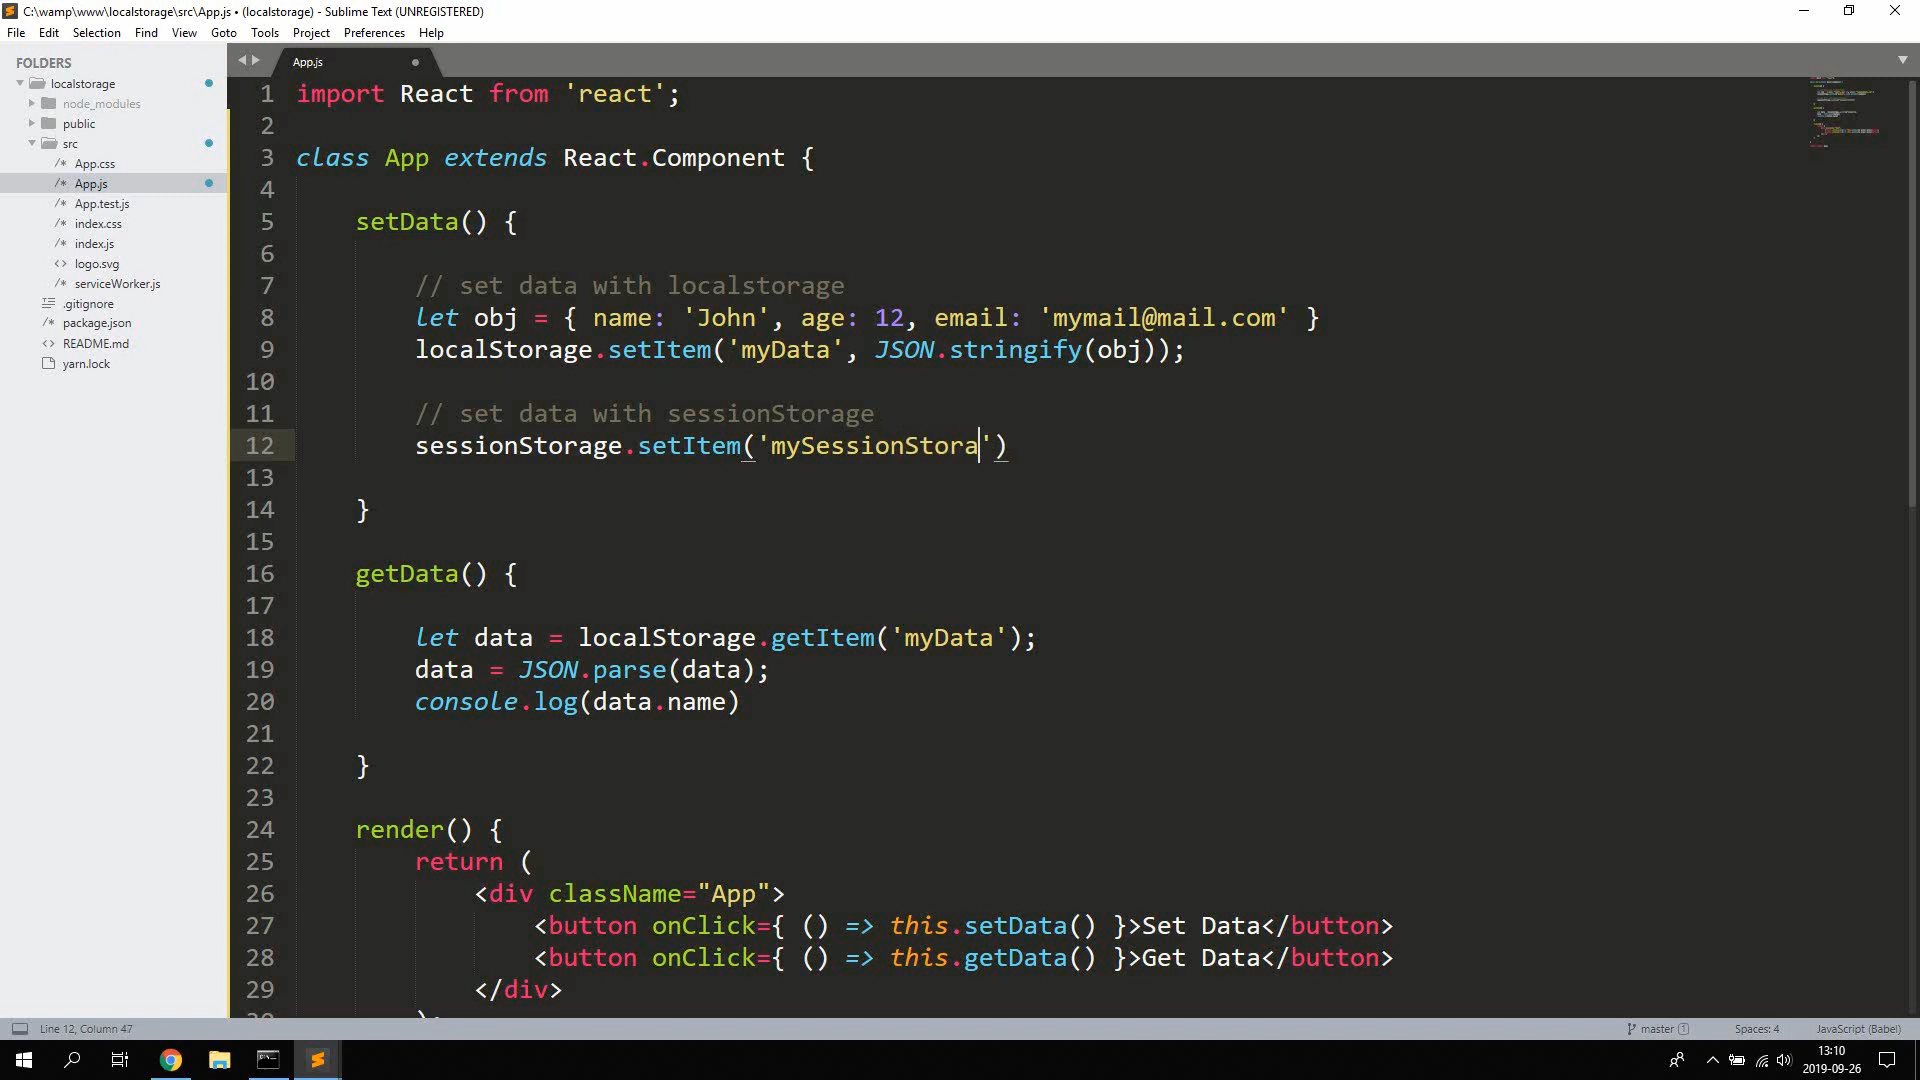 C:\wamp\www\localstorage\src\App.js • (localstorage) - Sublime Text (UNREGISTERED)
File Edit Selection Find View Goto Tools Project Preferences Help
FOLDERS
localstorage
node_modules
public
src
/* App.css
/* App.js
/* App.test.js
/* index.css
/* index.js
<> logo.svg
/* serviceWorker.js
.gitignore
/* package.json
<> README.md
yarn.lock
App.js
1 import React from 'react';
2
3 class App extends React.Component {
4
5 setData() {
6
7 // set data with localstorage
8 let obj = { name: 'John', age: 12, email: 'mymail@mail.com' }
9 localStorage.setItem('myData', JSON.stringify(obj));
10
11 // set data with sessionStorage
12 sessionStorage.setItem('mySessionStora')
13
14 }
15
16 getData() {
17
18 let data = localStorage.getItem('myData');
19 data = JSON.parse(data);
20 console.log(data.name)
21
22 }
23
24 render() {
25 return (
26 <div className="App">
27 <button onClick={ () => this.setData() }>Set Data</button>
28 <button onClick={ () => this.getData() }>Get Data</button>
29 </div>
Line 12, Column 47
master 1
Spaces: 4
JavaScript (Babel)
13:10
2019-09-26